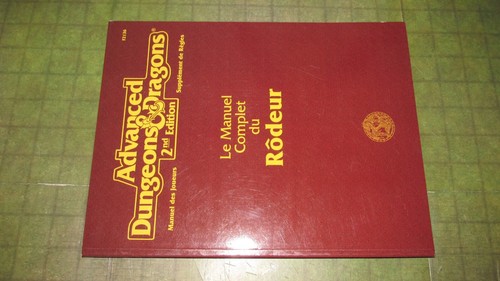 Advanced
Dungeons & Dragons®
2nd Edition
Manuel des Joueurs
Supplément de Règles
Le Manuel
Complet
du
Rôdeur